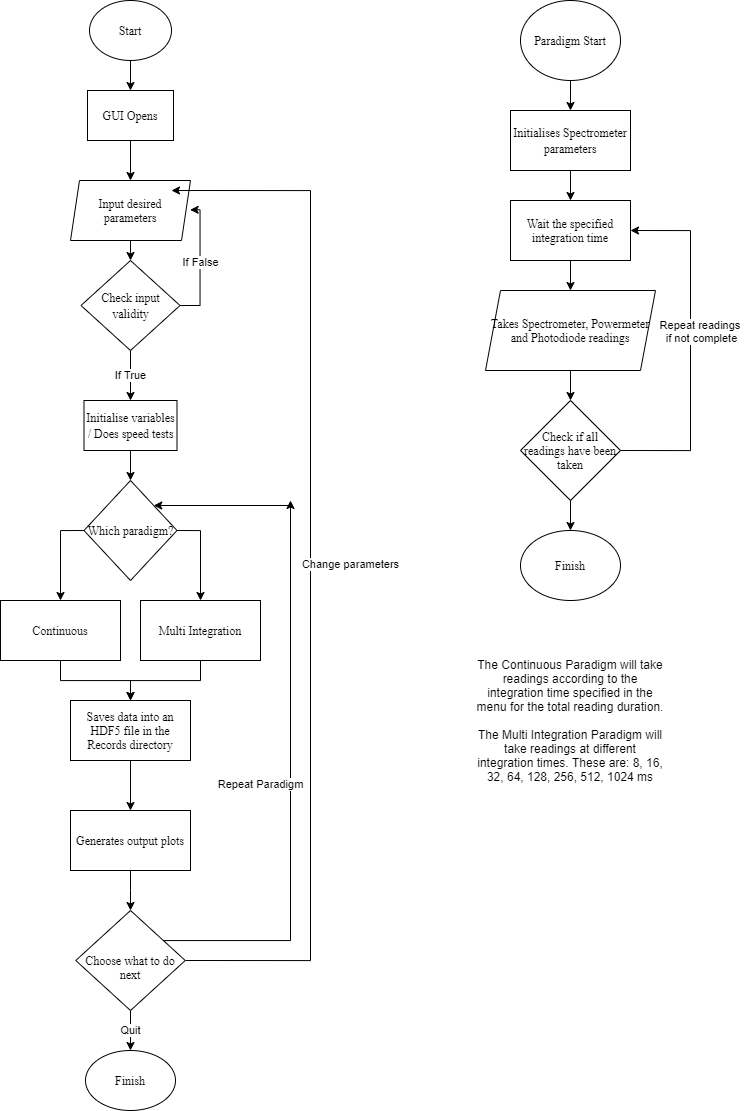 Start
GUI Opens
Input desired
parameters
If False
Check input
validity
If True
Initialise variables
/ Does speed tests
Which paradigm?
Change parameters
Continuous
Multi Integration
Saves data into an
HDF5 file in the
Records directory
Repeat Paradigm
Generates output plots
Choose what to do
next
Quit
Finish
Paradigm Start
Initialises Spectrometer
parameters
Wait the specified
integration time
Takes Spectrometer, Powermeter
and Photodiode readings
Repeat readings
if not complete
Check if all
readings have been
taken
Finish
The Continuous Paradigm will take
readings according to the
integration time specified in the
menu for the total reading duration.
The Multi Integration Paradigm will
take readings at different
integration times. These are: 8, 16,
32, 64, 128, 256, 512, 1024 ms